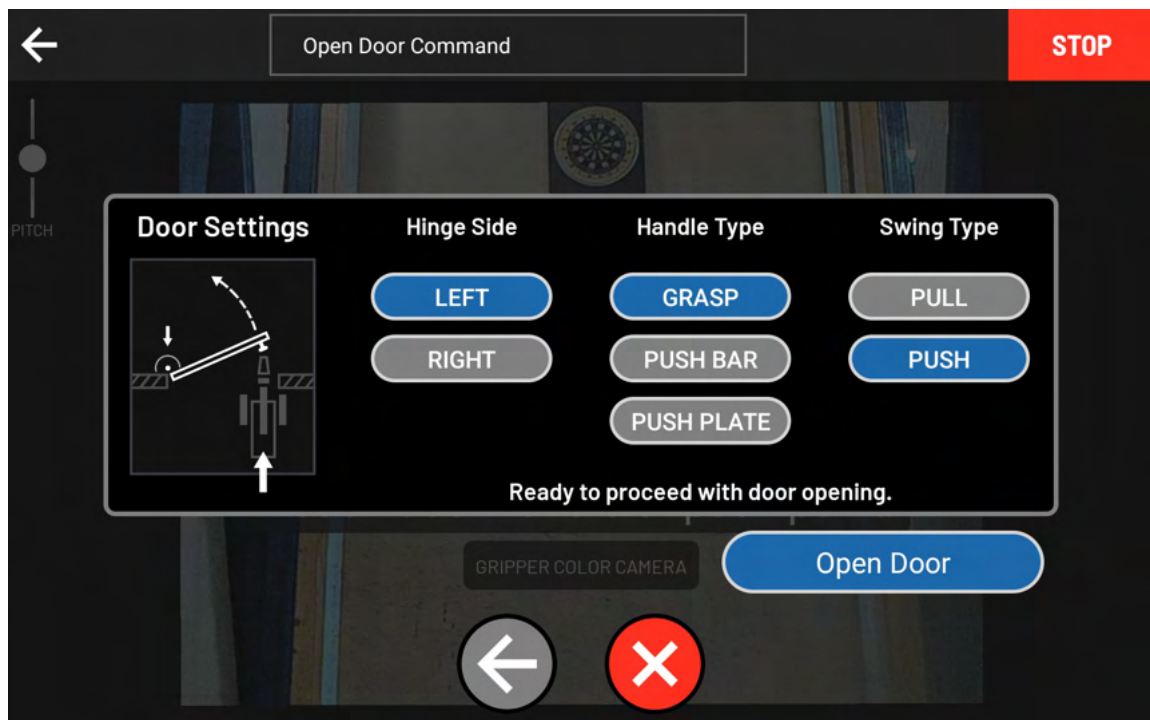 Open Door Command
STOP
PITCH
Door Settings
Hinge Side
Handle Type
Swing Type
LEFT
GRASP
PULL
RIGHT
PUSH BAR
PUSH
PUSH PLATE
Ready to proceed with door opening.
GRIPPER COLOR CAMERA
Open Door